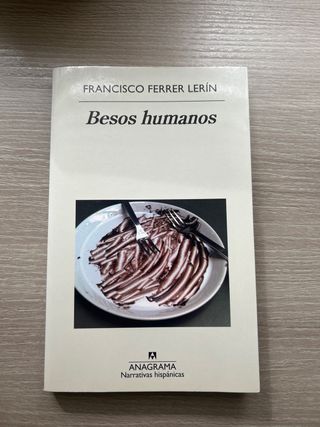 FRANCISCO FERRER LERÍN
Besos humanos
ANAGRAMA
Narrativas hispánicas